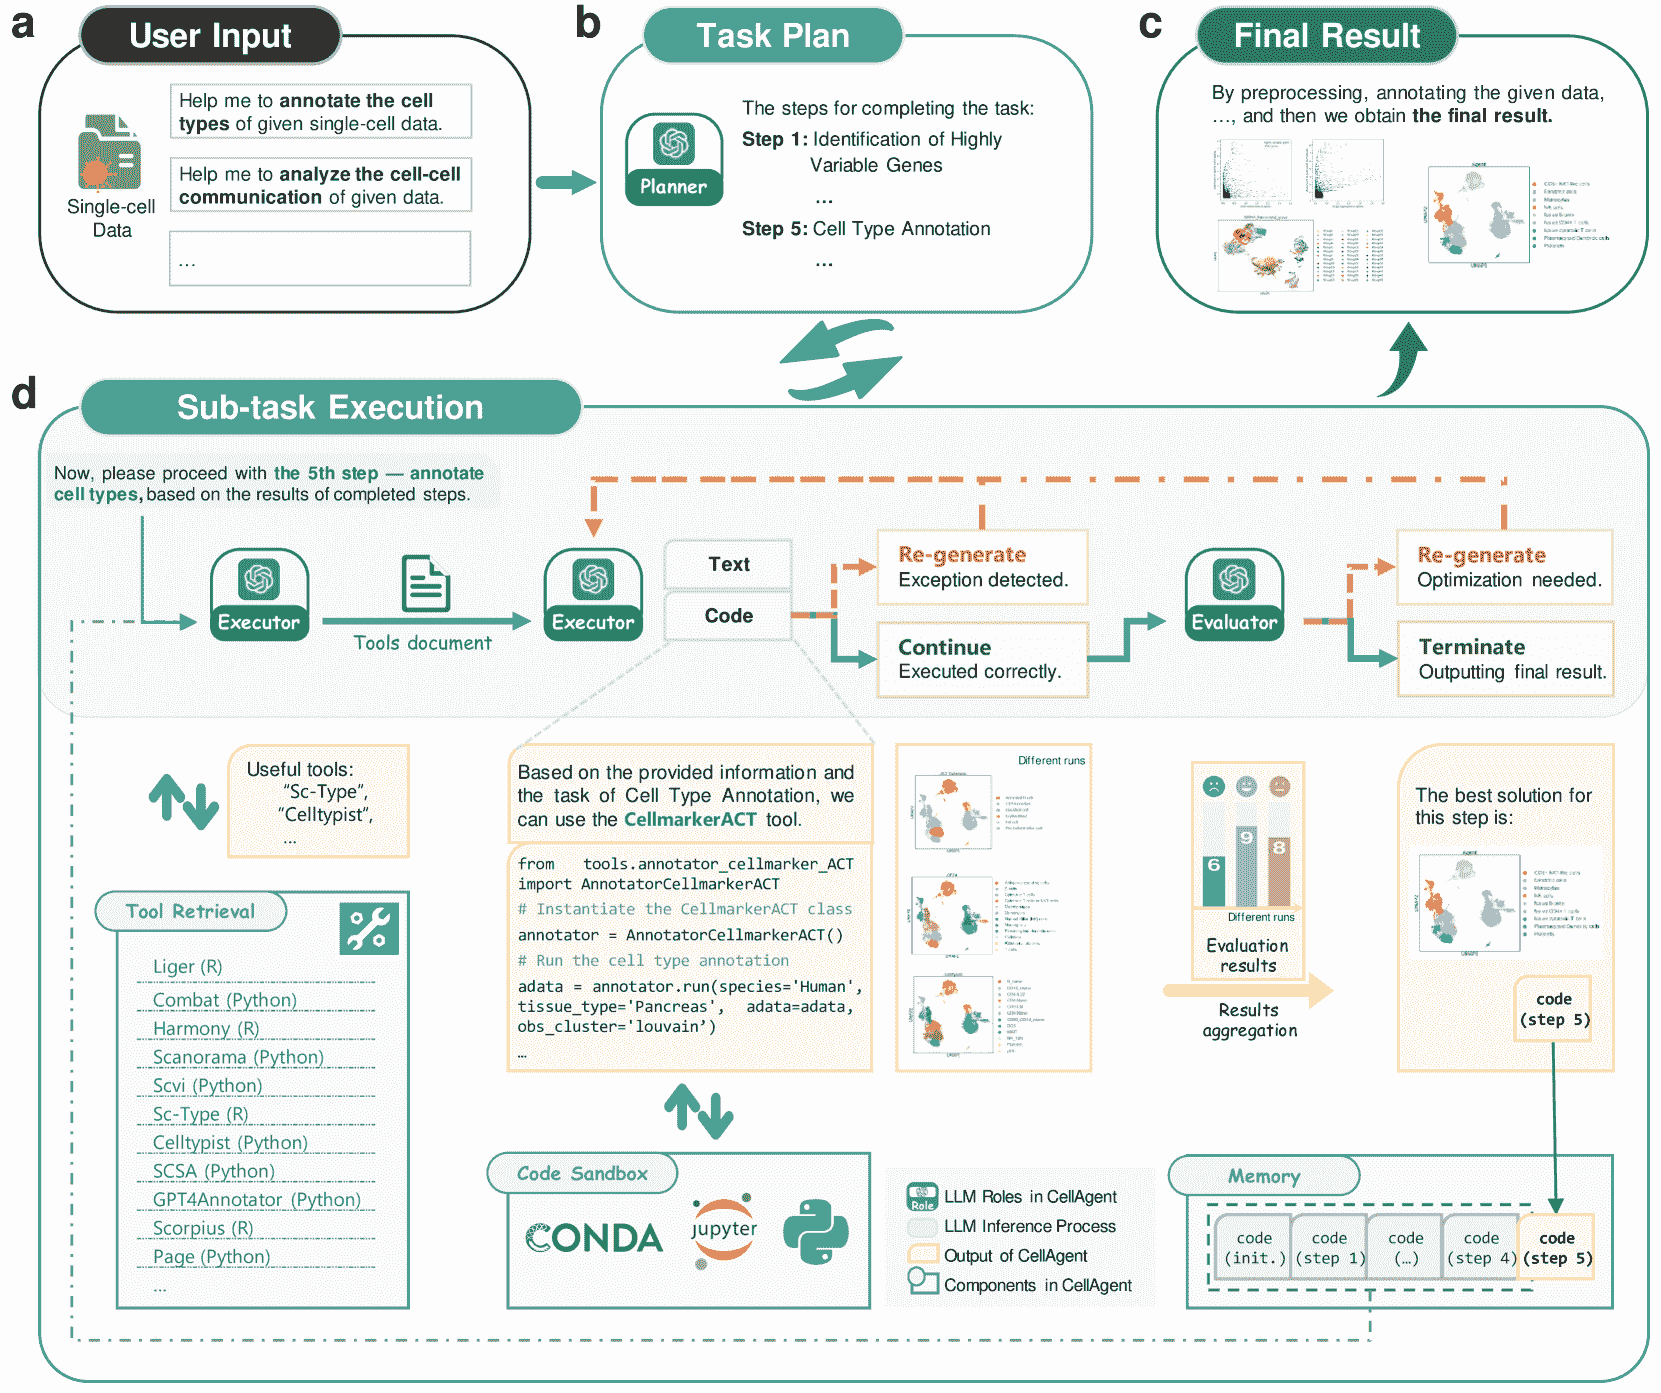 a
User Input
Single-cell
Data
Help me to annotate the cell
types of given single-cell data.
Help me to analyze the cell-cell
communication of given data.
...
b
Task Plan
Planner
The steps for completing the task:
Step 1: Identification of Highly
Variable Genes
...
Step 5: Cell Type Annotation
...
c
Final Result
By preprocessing, annotating the given data,
..., and then we obtain the final result.
d
Sub-task Execution
Now, please proceed with the 5th step — annotate
cell types, based on the results of completed steps.
Executor
Tools document
Executor
Text
Code
Re-generate
Exception detected.
Continue
Executed correctly.
Evaluator
Re-generate
Optimization needed.
Terminate
Outputting final result.
Useful tools:
"Sc-Type",
"Celltypist",
...
Tool Retrieval
Liger (R)
Combat (Python)
Harmony (R)
Scanorama (Python)
Scvi (Python)
Sc-Type (R)
Celltypist (Python)
SCSA (Python)
GPT4Annotator (Python)
Scorpius (R)
Page (Python)
...
Based on the provided information and
the task of Cell Type Annotation, we
can use the CellmarkerACT tool.
from tools.annotator_cellmarker_ACT
import AnnotatorCellmarkerACT
# Instantiate the CellmarkerACT class
annotator = AnnotatorCellmarkerACT()
# Run the cell type annotation
adata = annotator.run(species='Human',
tissue_type='Pancreas', adata=adata,
obs_cluster='louvain')
...
Code Sandbox
CONDA
jupyter
Different runs
6
9
8
Different runs
Evaluation
results
Results
aggregation
The best solution for
this step is:
code
(step 5)
Role
LLM Roles in CellAgent
LLM Inference Process
Output of CellAgent
Components in CellAgent
Memory
code
(init.)
code
(step 1)
code
(…)
code
(step 4)
code
(step 5)